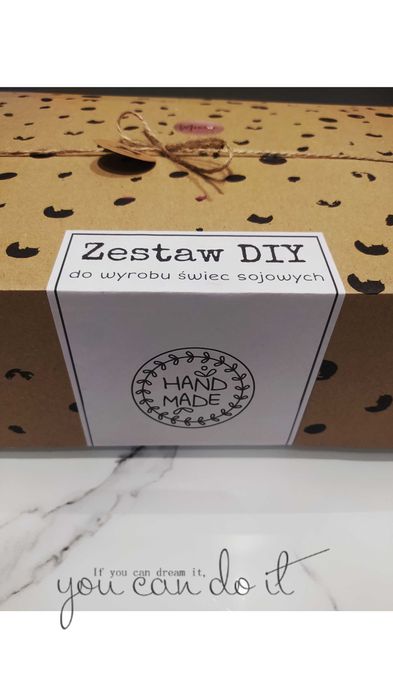 Zestaw DIY
do wyrobu świec sojowych
HAND
MADE
If you can dream it,
you can do it